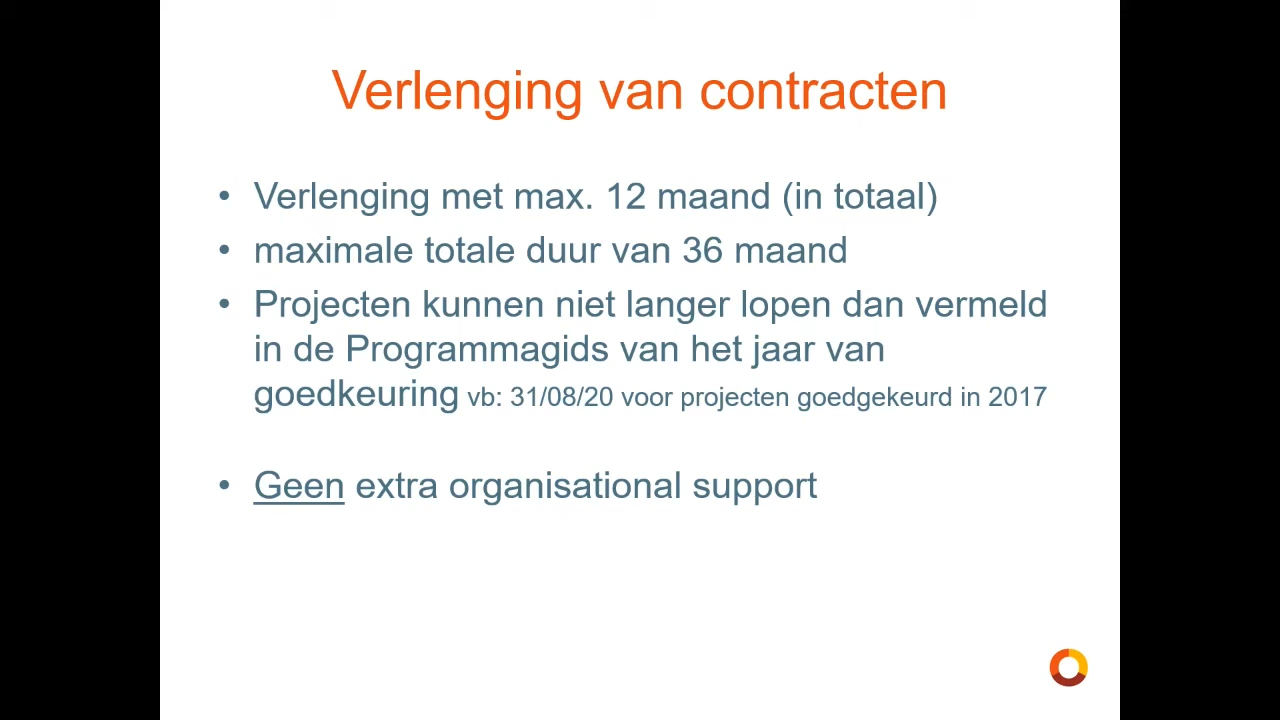 Verlenging van contracten
• Verlenging met max. 12 maand (in totaal)
• maximale totale duur van 36 maand
• Projecten kunnen niet langer lopen dan vermeld
in de Programmagids van het jaar van
goedkeuring vb: 31/08/20 voor projecten goedgekeurd in 2017
• Geen extra organisational support